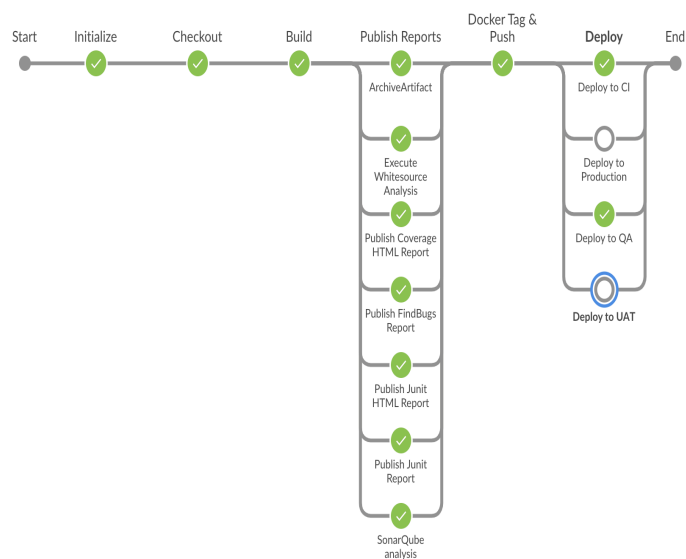 Start
Initialize
Checkout
Build
Publish Reports
Docker Tag &
Push
Deploy
End
ArchiveArtifact
Execute
Whitesource
Analysis
Publish Coverage
HTML Report
Publish FindBugs
Report
Publish Junit
HTML Report
Publish Junit
Report
SonarQube
analysis
Deploy to CI
Deploy to
Production
Deploy to QA
Deploy to UAT